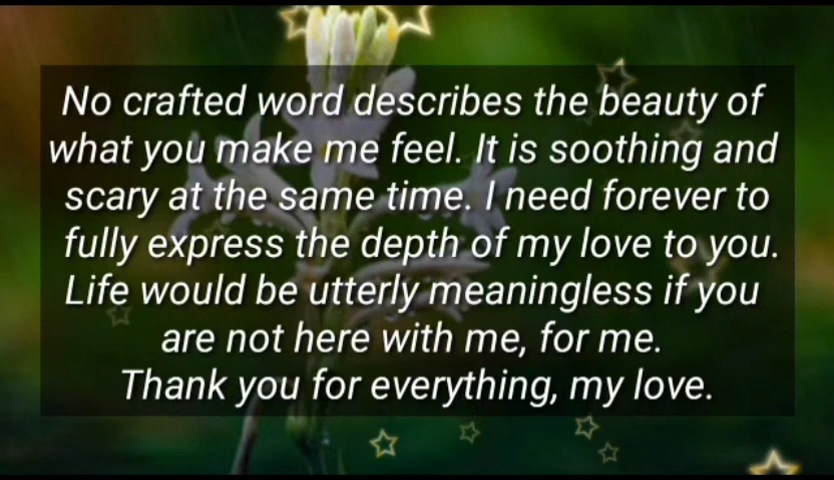 No crafted word describes the beauty of
what you make me feel. It is soothing and
scary at the same time. I need forever to
fully express the depth of my love to you.
Life would be utterly meaningless if you
are not here with me, for me.
Thank you for everything, my love.